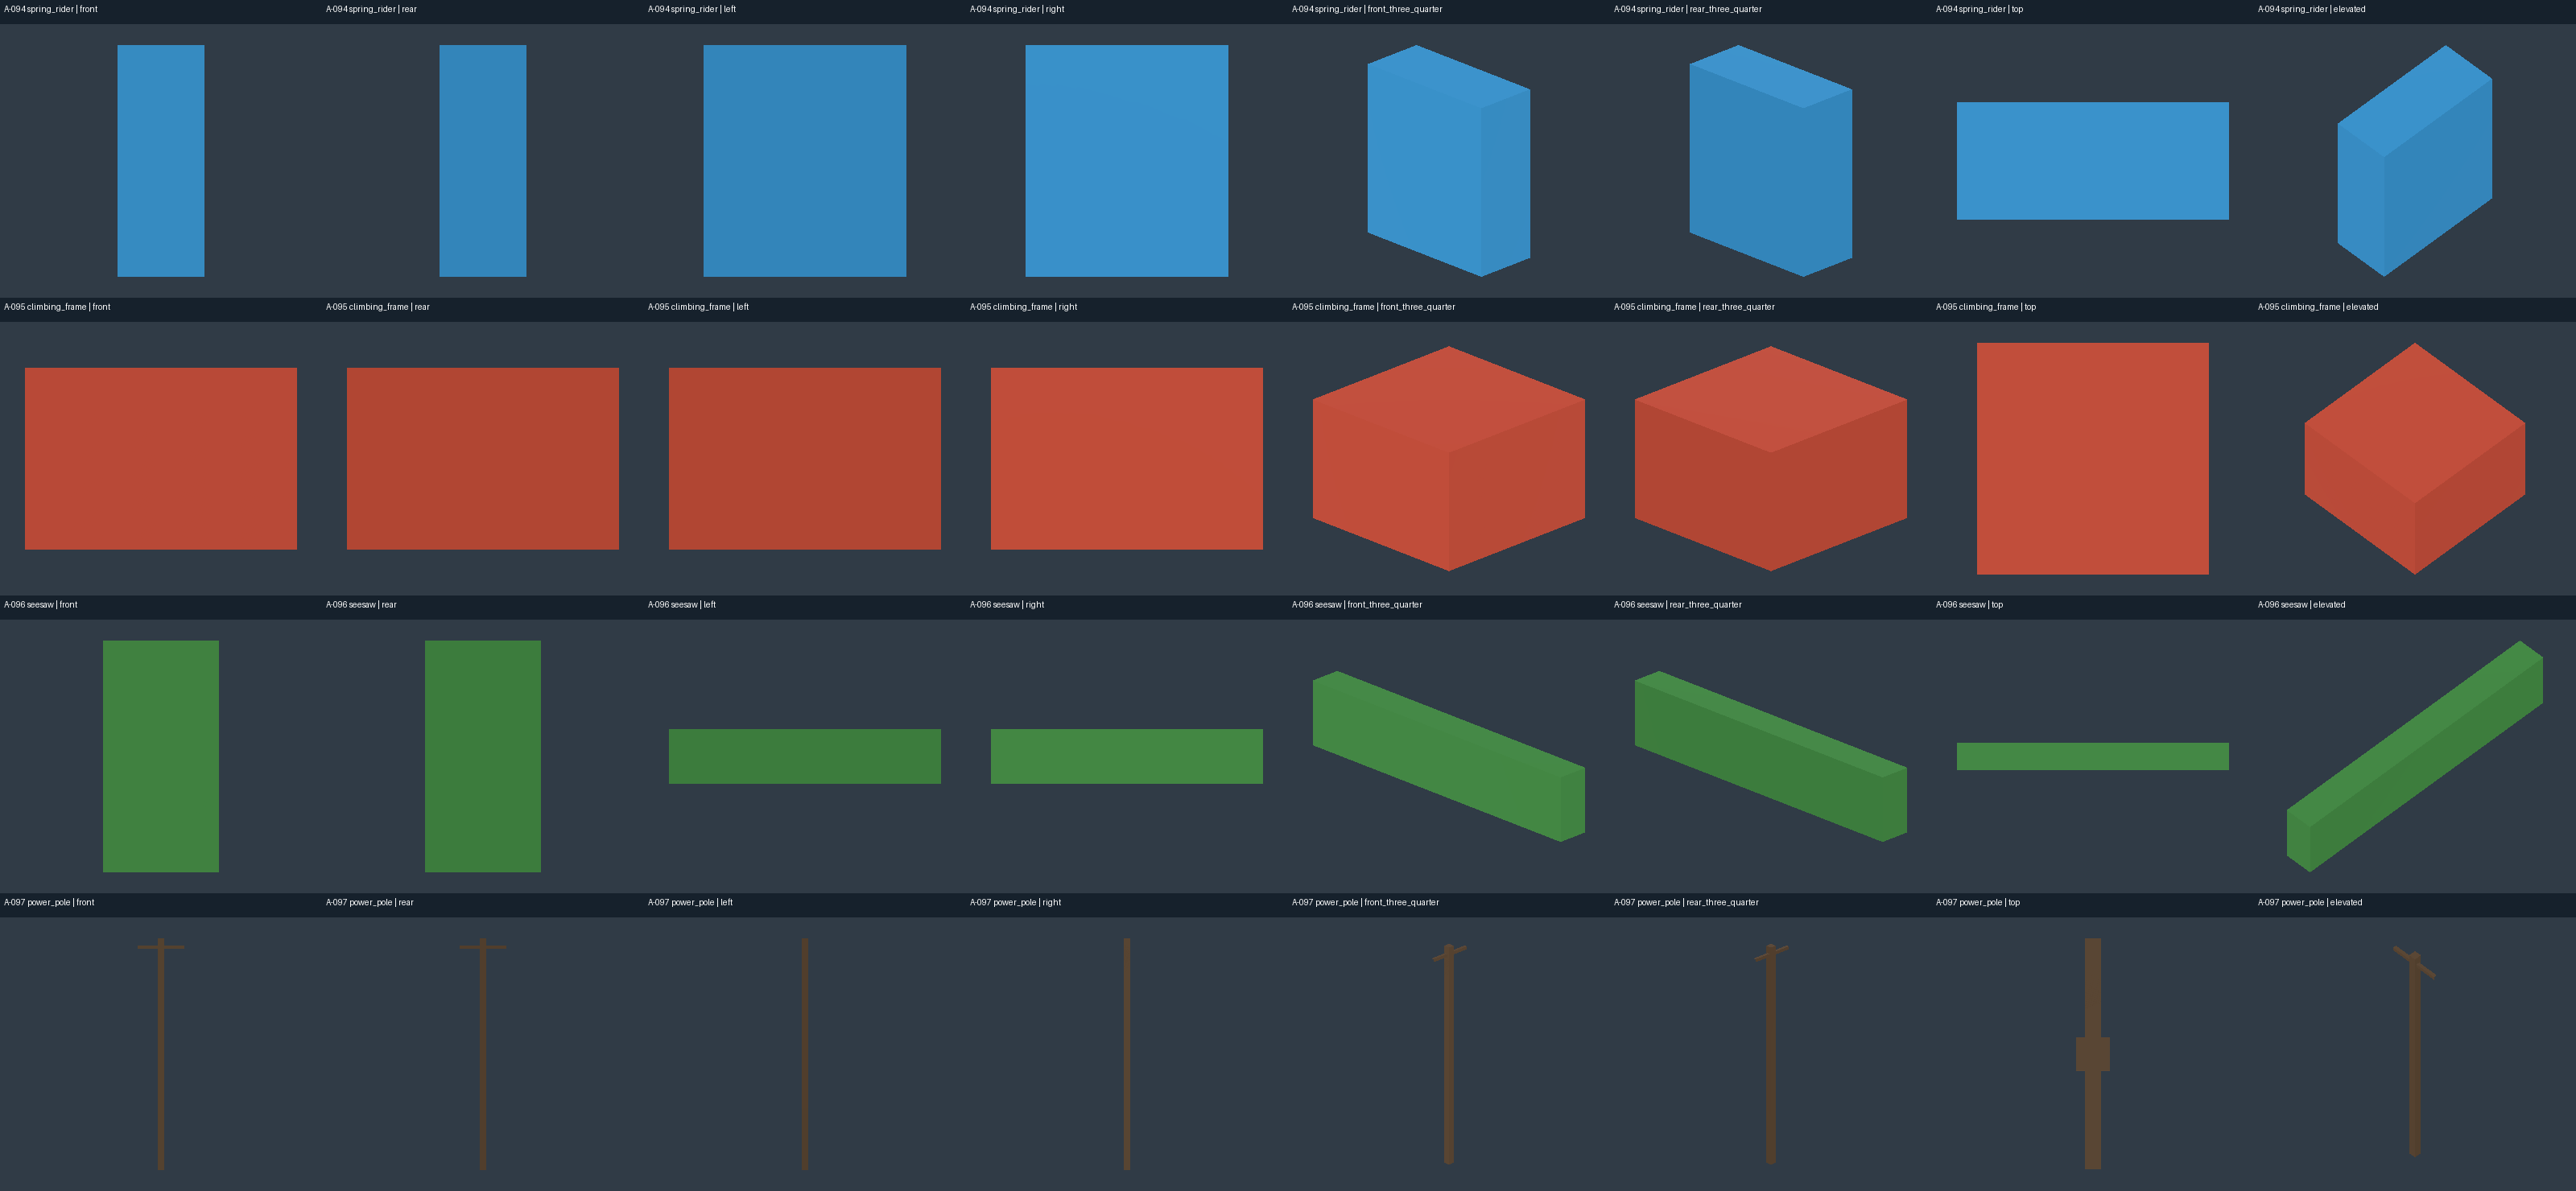 A-094 spring_rider | front
A-094 spring_rider | rear
A-094 spring_rider | left
A-094 spring_rider | right
A-094 spring_rider | front_three_quarter
A-094 spring_rider | rear_three_quarter
A-094 spring_rider | top
A-094 spring_rider | elevated
A-095 climbing_frame | front
A-095 climbing_frame | rear
A-095 climbing_frame | left
A-095 climbing_frame | right
A-095 climbing_frame | front_three_quarter
A-095 climbing_frame | rear_three_quarter
A-095 climbing_frame | top
A-095 climbing_frame | elevated
A-096 seesaw | front
A-096 seesaw | rear
A-096 seesaw | left
A-096 seesaw | right
A-096 seesaw | front_three_quarter
A-096 seesaw | rear_three_quarter
A-096 seesaw | top
A-096 seesaw | elevated
A-097 power_pole | front
A-097 power_pole | rear
A-097 power_pole | left
A-097 power_pole | right
A-097 power_pole | front_three_quarter
A-097 power_pole | rear_three_quarter
A-097 power_pole | top
A-097 power_pole | elevated